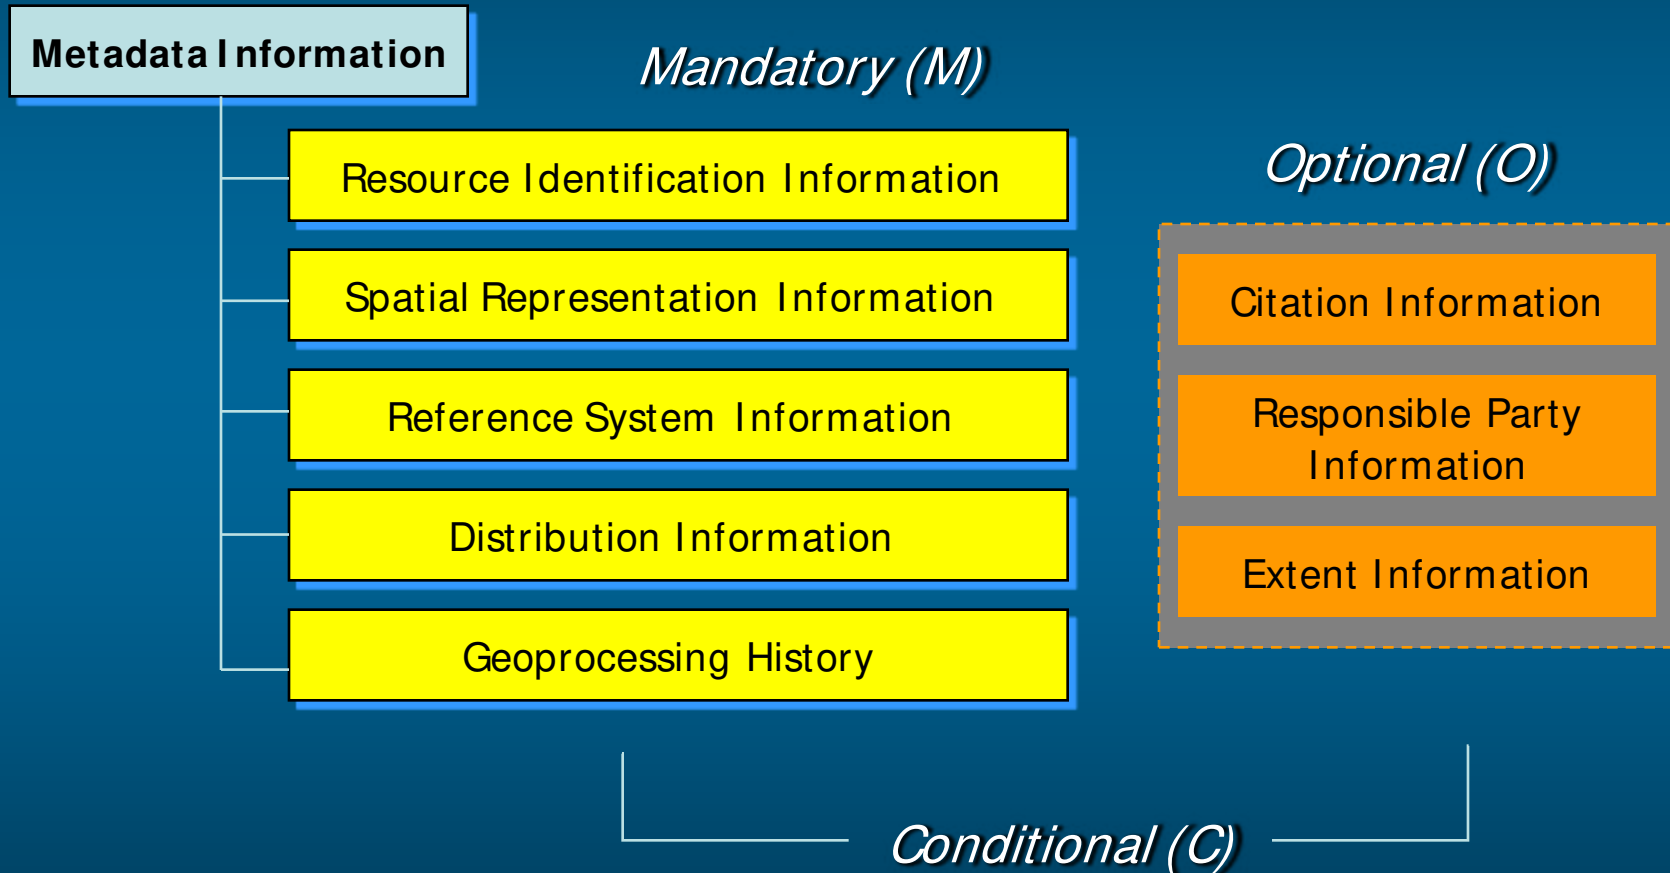 Metadata Information
Mandatory (M)
Resource Identification Information
Spatial Representation Information
Reference System Information
Distribution Information
Geoprocessing History
Optional (O)
Citation Information
Responsible Party
Information
Extent Information
Conditional (C)